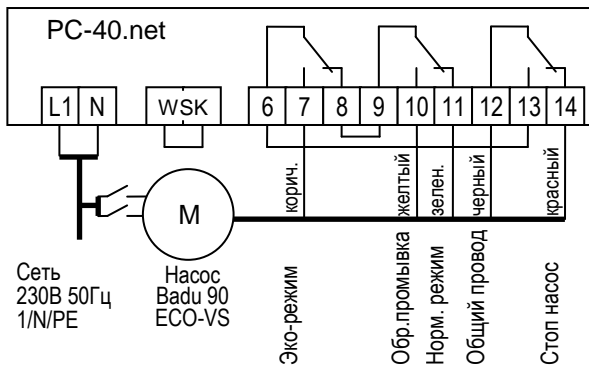 PC-40.net
L1 N WSK 6 7 8 9 10 11 12 13 14
корич.
желтый
зелен.
черный
красный
M
Сеть
230В 50Гц
1/N/PE
Насос
Badu 90
ECO-VS
Эко-режим
Обр.промывка
Норм. режим
Общий провод
Стоп насос